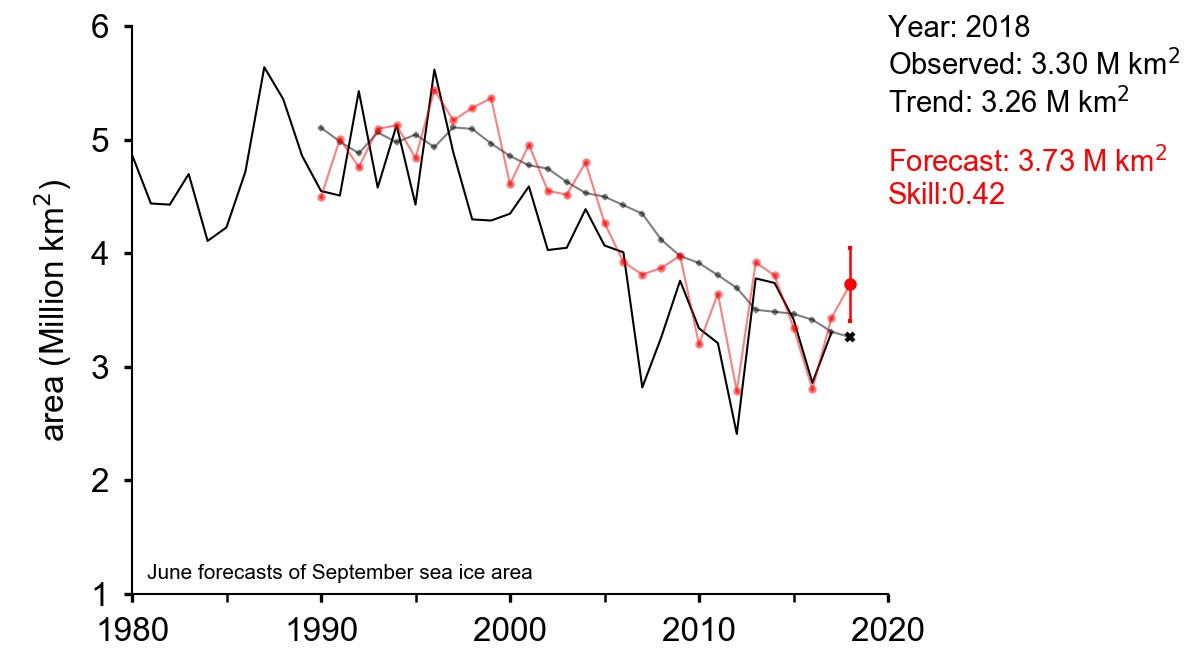 6
5
4
3
2
1
area (Million km²)
June forecasts of September sea ice area
1980
1990
2000
2010
2020
Year: 2018
Observed: 3.30 M km²
Trend: 3.26 M km²
Forecast: 3.73 M km²
Skill:0.42